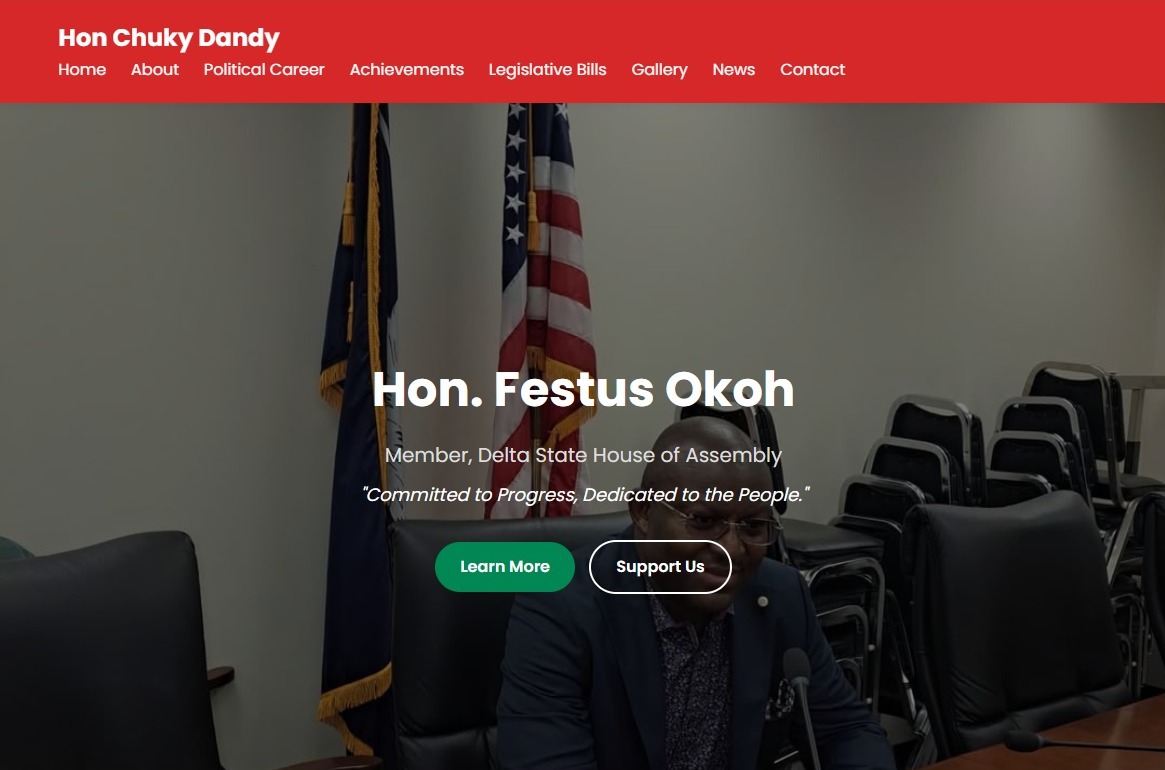 Hon Chuky Dandy
Home About Political Career Achievements Legislative Bills Gallery News Contact
Hon. Festus Okoh
Member, Delta State House of Assembly
"Committed to Progress, Dedicated to the People."
Learn More Support Us